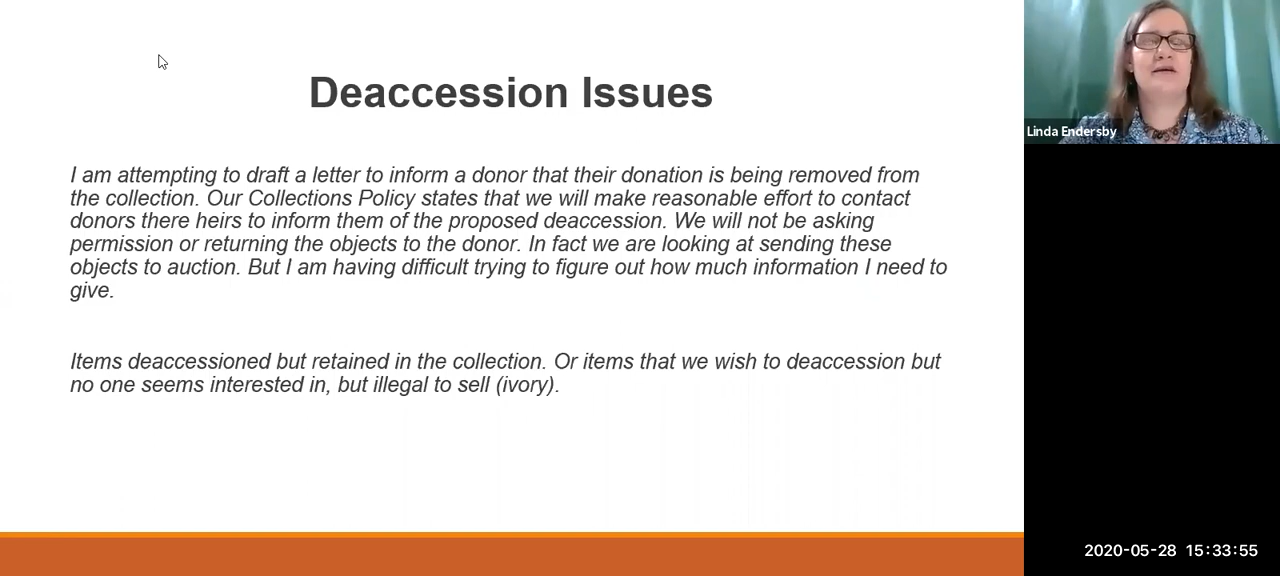 Deaccession Issues
I am attempting to draft a letter to inform a donor that their donation is being removed from
the collection. Our Collections Policy states that we will make reasonable effort to contact
donors there heirs to inform them of the proposed deaccession. We will not be asking
permission or returning the objects to the donor. In fact we are looking at sending these
objects to auction. But I am having difficult trying to figure out how much information I need to
give.
Items deaccessioned but retained in the collection. Or items that we wish to deaccession but
no one seems interested in, but illegal to sell (ivory).
Linda Endersby
2020-05-28 15:33:55